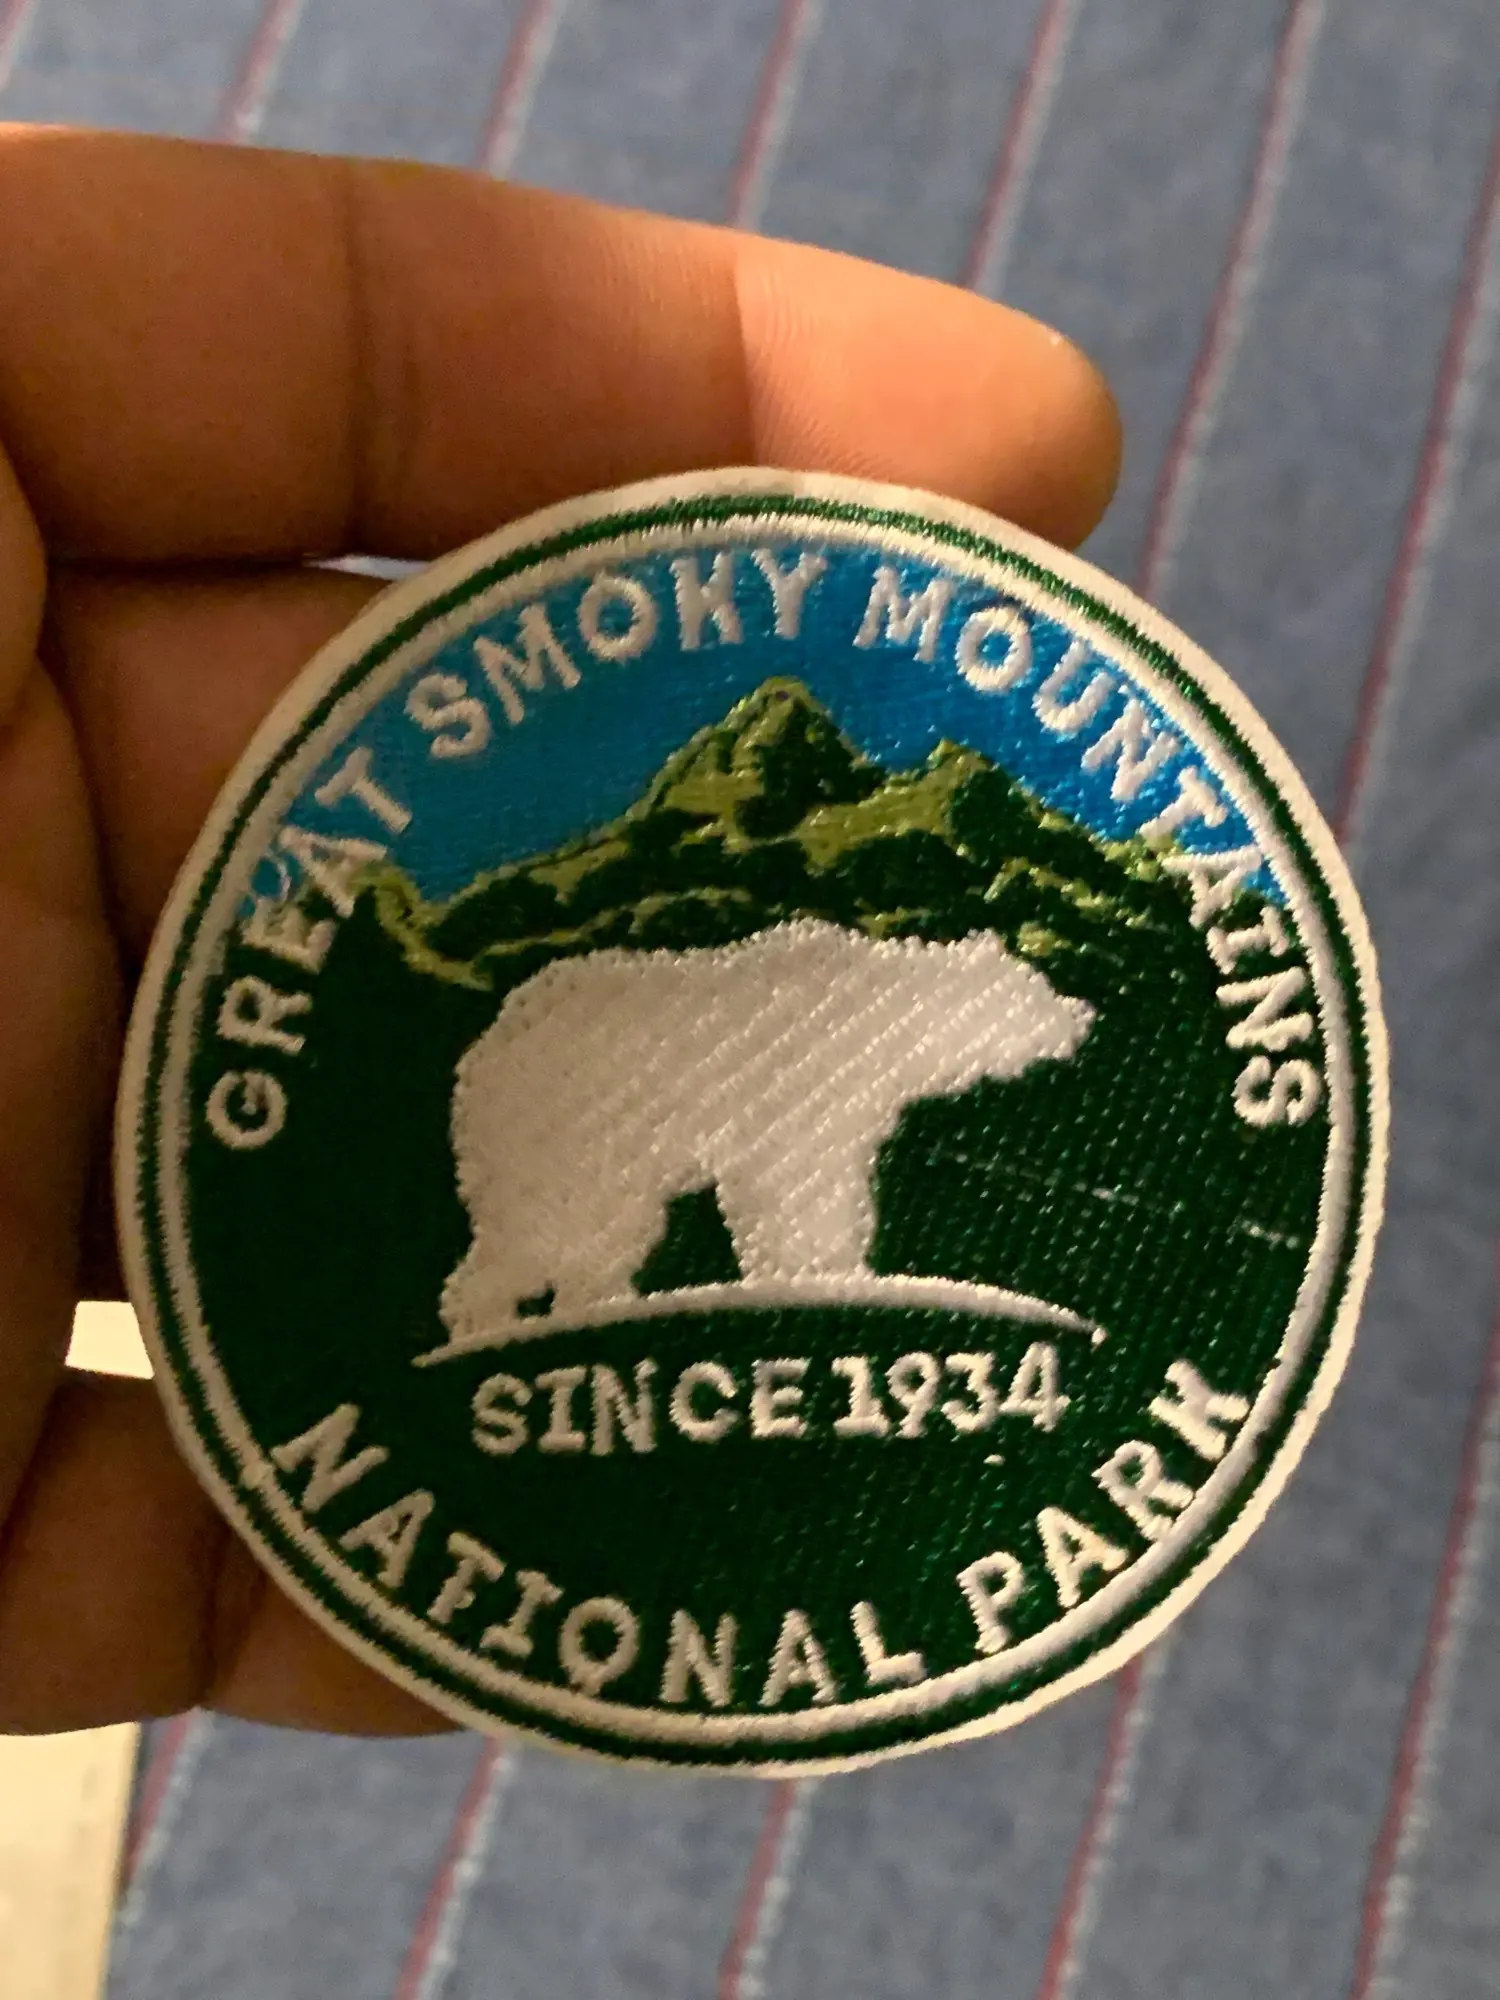 GREAT SMOKY MOUNTAINS
SINCE 1934
NATIONAL PARK